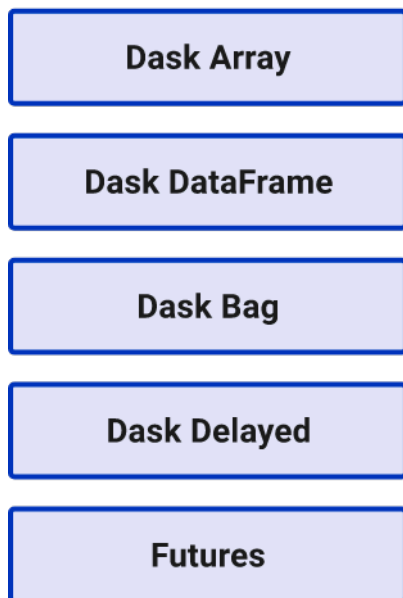 Dask Array
Dask DataFrame
Dask Bag
Dask Delayed
Futures